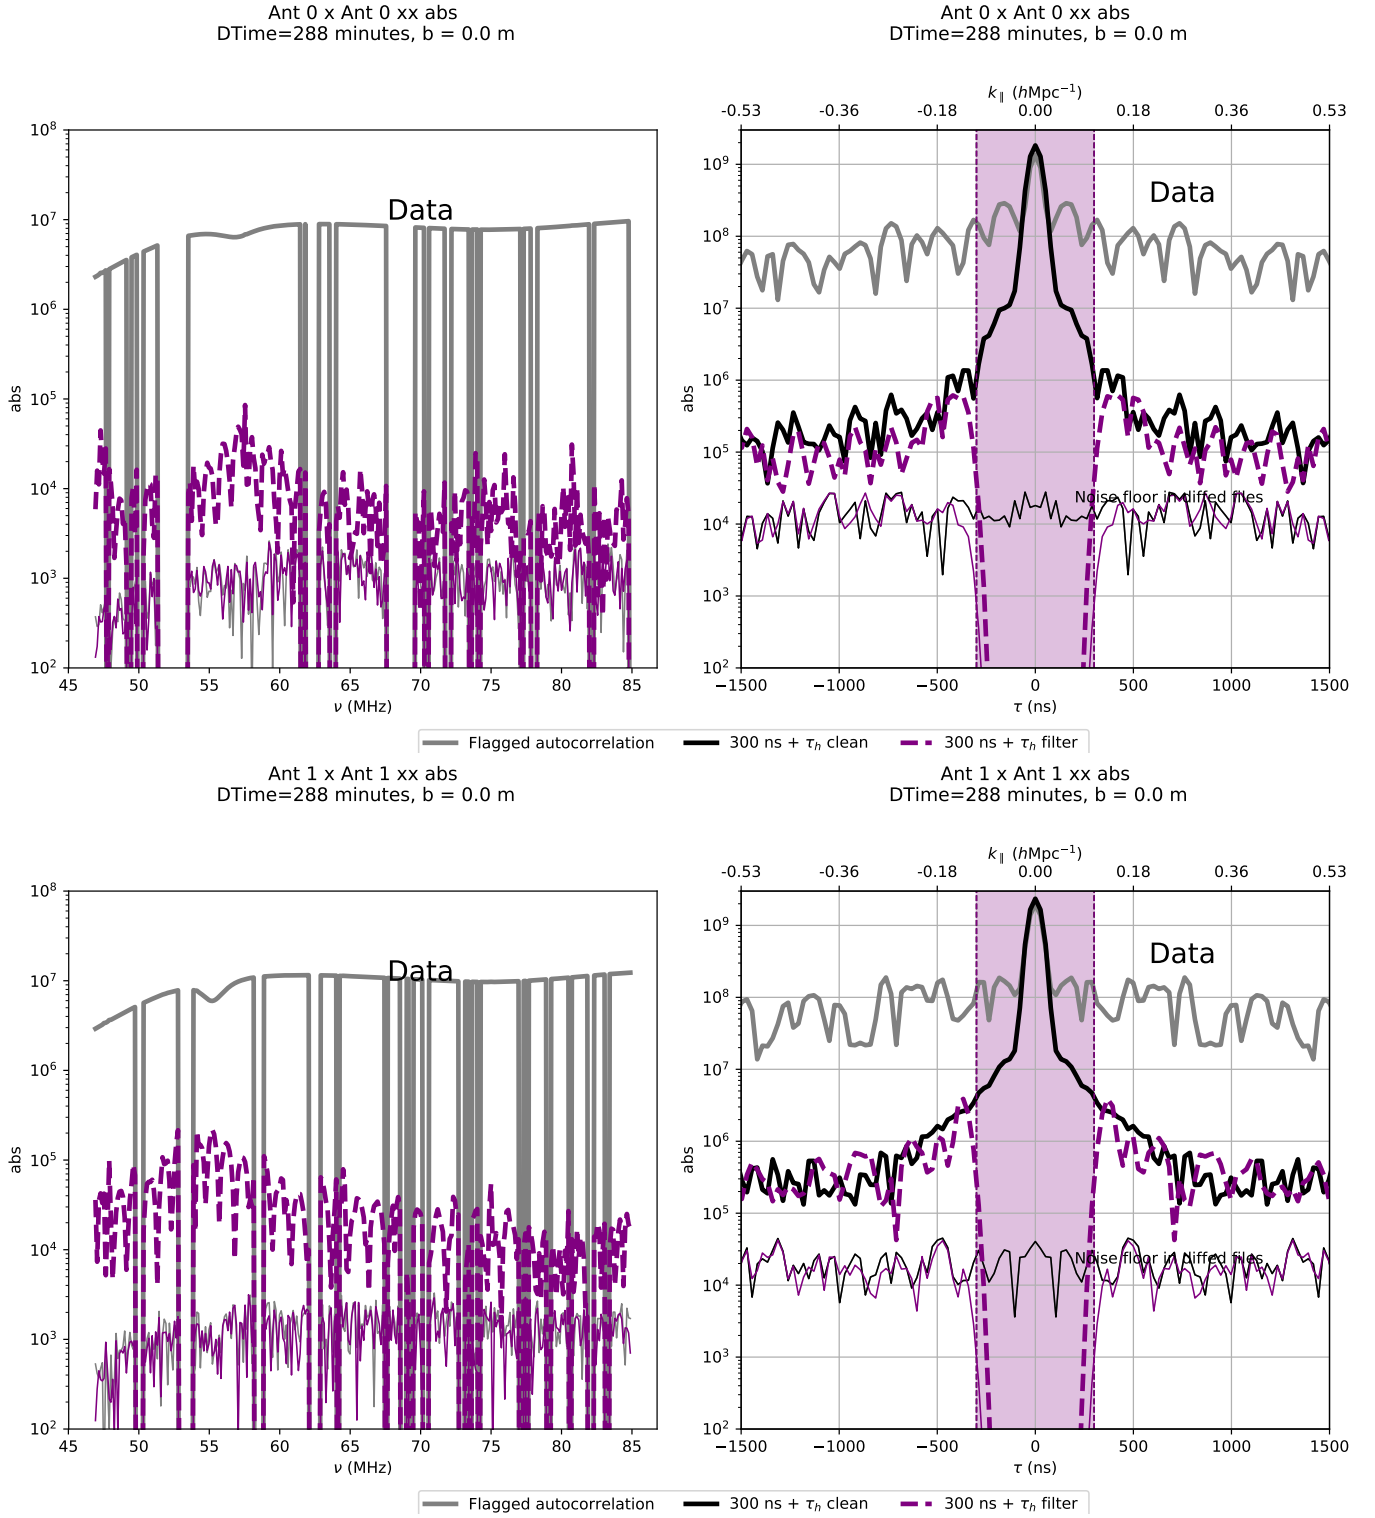 Ant 0 x Ant 0 xx abs
DTime=288 minutes, b = 0.0 m
10⁸
10⁷
10⁶
10⁵
10⁴
10³
10²
abs
Data
45 50 55 60 65 70 75 80 85
ν (MHz)
Ant 0 x Ant 0 xx abs
DTime=288 minutes, b = 0.0 m
k∥ (hMpc⁻¹)
-0.53 -0.36 -0.18 0.00 0.18 0.36 0.53
10⁹
10⁸
10⁷
10⁶
10⁵
10⁴
10³
10²
abs
Data
Noise floor in diffed files
−1500 −1000 −500 0 500 1000 1500
τ (ns)
Flagged autocorrelation 300 ns + τₕ clean 300 ns + τₕ filter
Ant 1 x Ant 1 xx abs
DTime=288 minutes, b = 0.0 m
10⁸
10⁷
10⁶
10⁵
10⁴
10³
10²
abs
Data
45 50 55 60 65 70 75 80 85
ν (MHz)
Ant 1 x Ant 1 xx abs
DTime=288 minutes, b = 0.0 m
k∥ (hMpc⁻¹)
-0.53 -0.36 -0.18 0.00 0.18 0.36 0.53
10⁹
10⁸
10⁷
10⁶
10⁵
10⁴
10³
10²
abs
Data
Noise floor in diffed files
−1500 −1000 −500 0 500 1000 1500
τ (ns)
Flagged autocorrelation 300 ns + τₕ clean 300 ns + τₕ filter